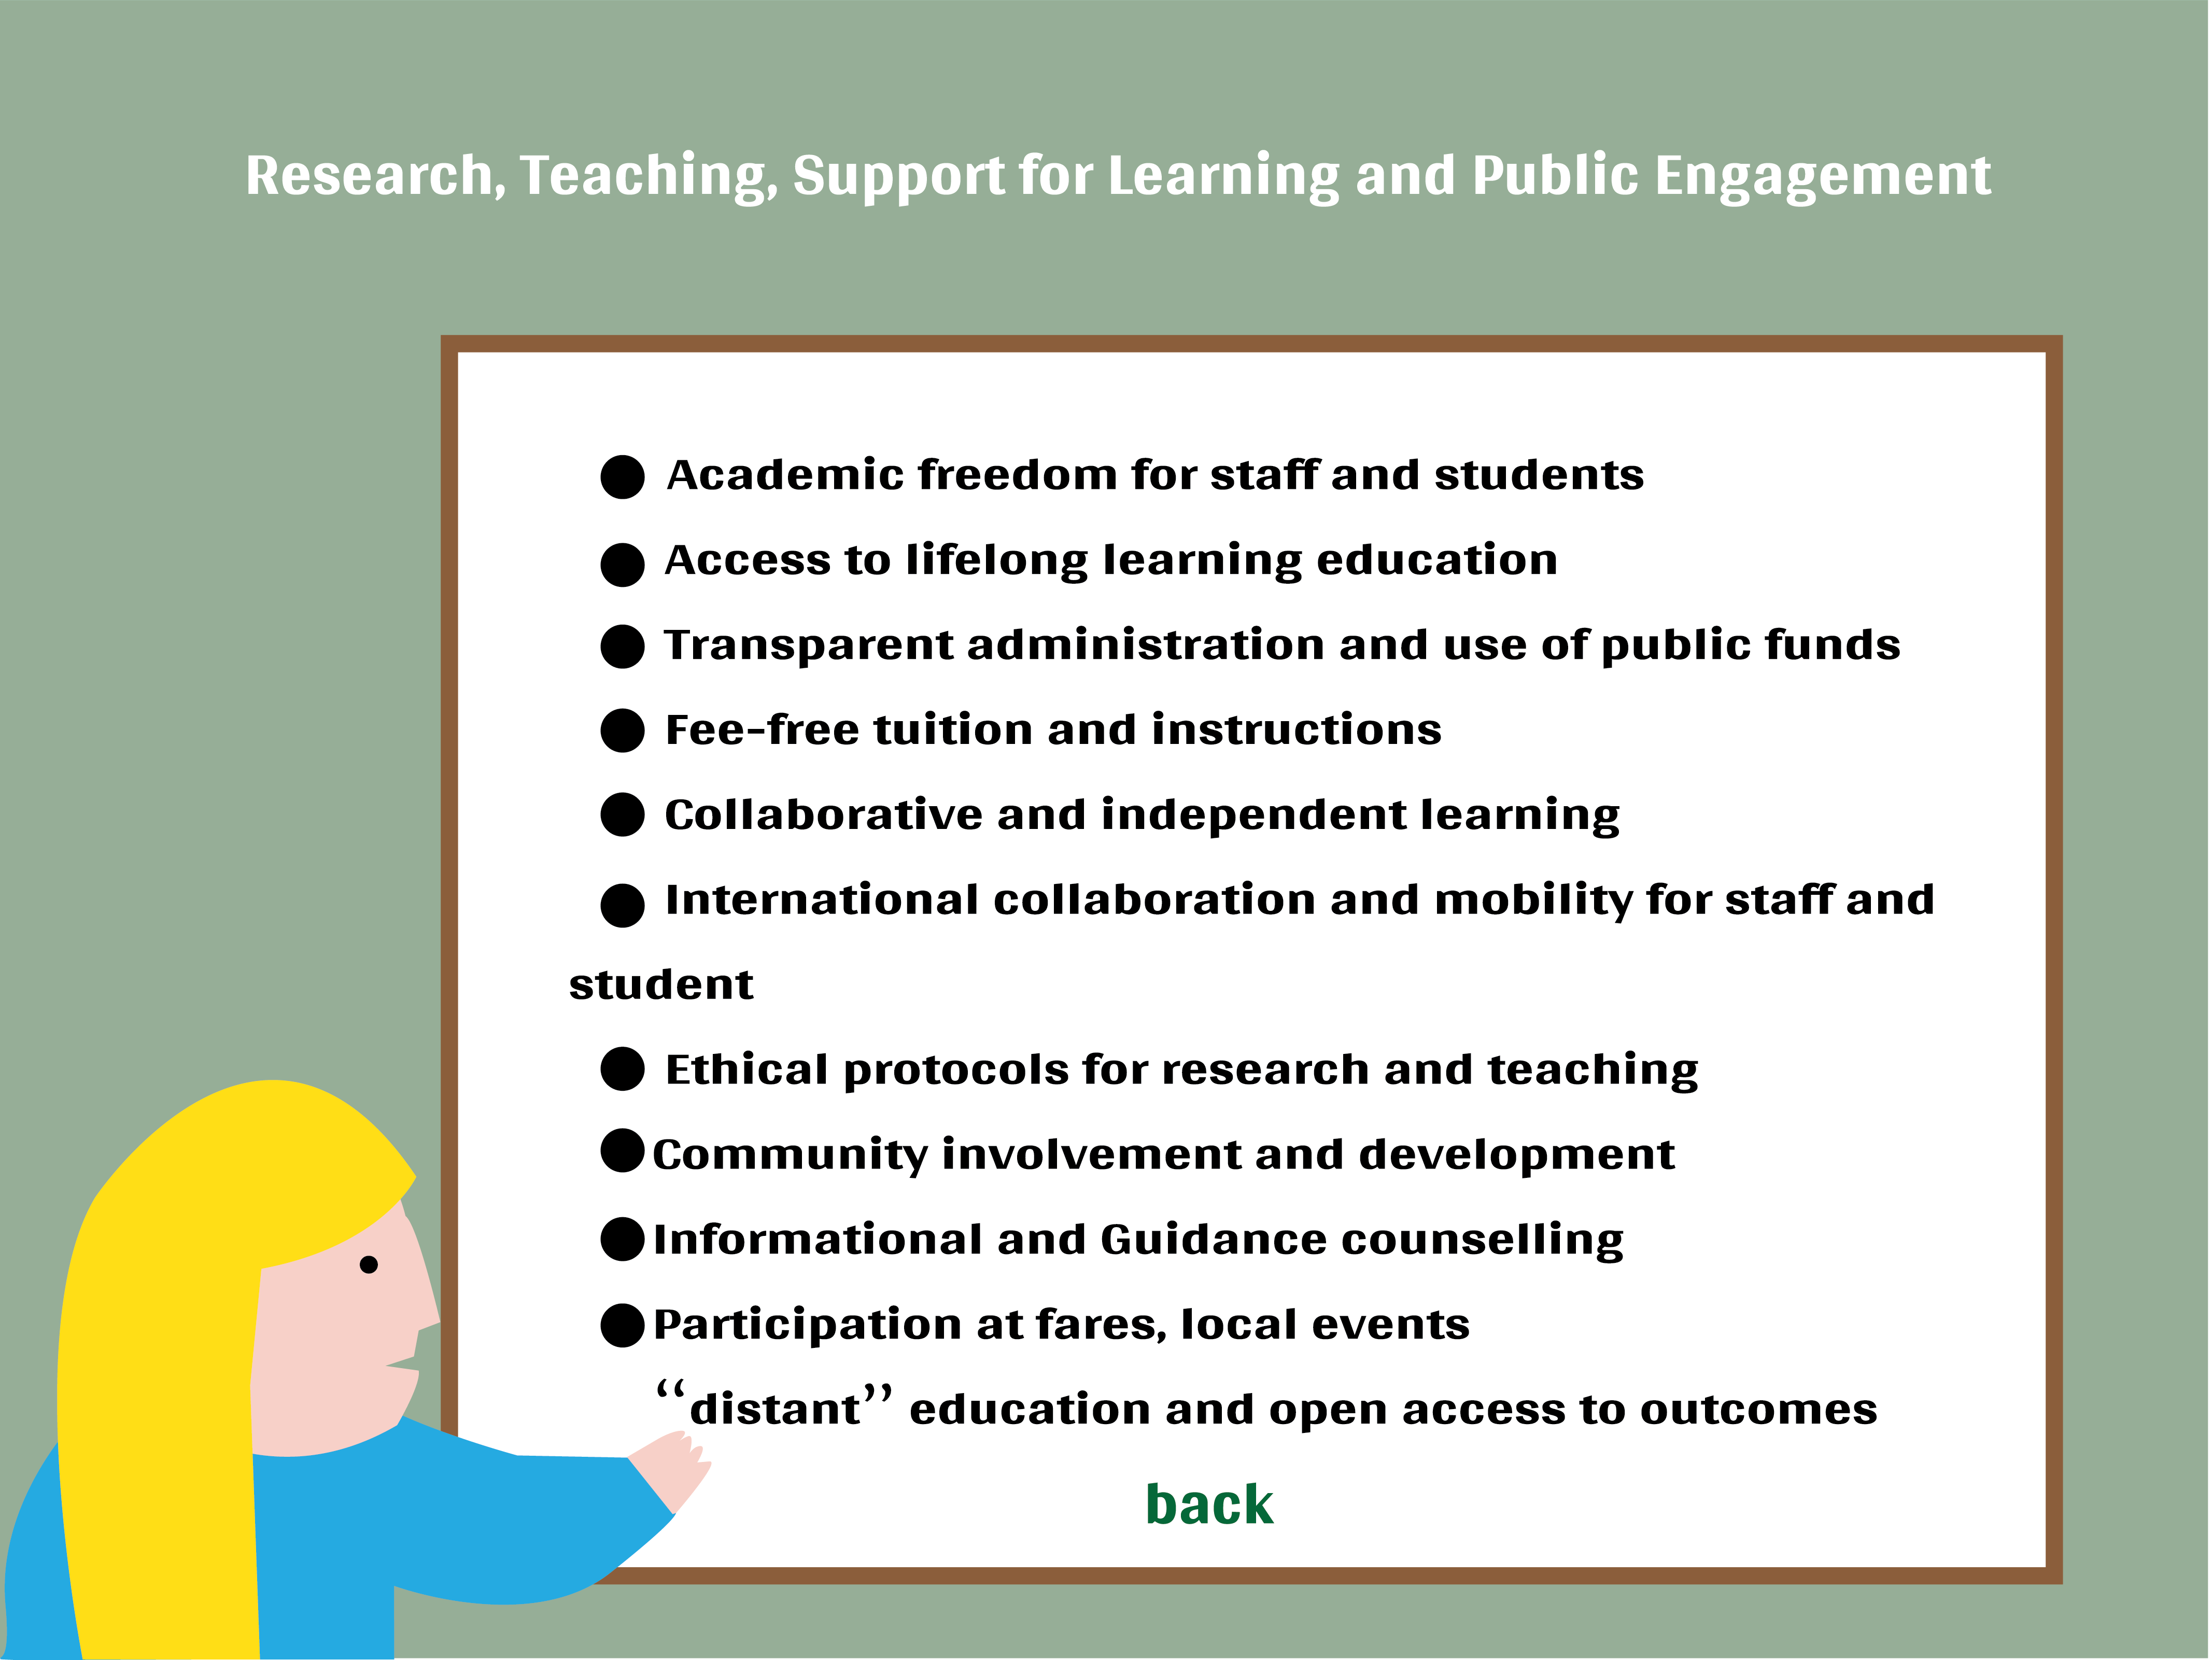 Research, Teaching, Support for Learning and Public Engagement
● Academic freedom for staff and students
● Access to lifelong learning education
● Transparent administration and use of public funds
● Fee-free tuition and instructions
● Collaborative and independent learning
● International collaboration and mobility for staff and
student
● Ethical protocols for research and teaching
● Community involvement and development
● Informational and Guidance counselling
● Participation at fares, local events
“distant” education and open access to outcomes
back